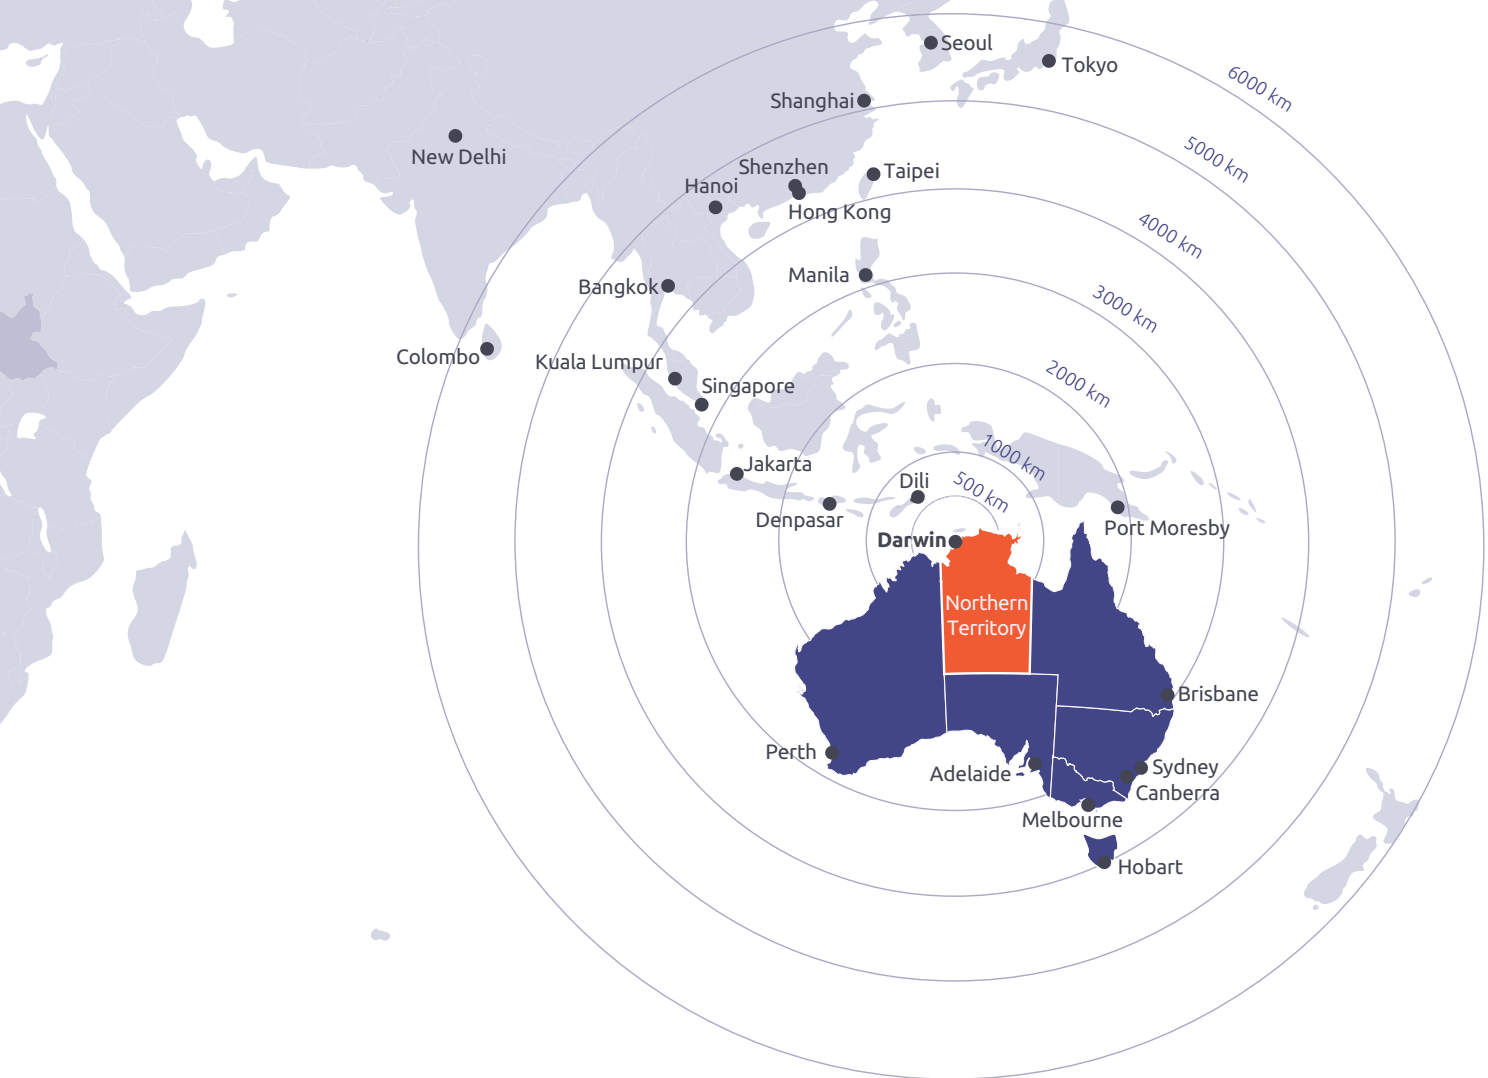 Seoul
Tokyo
6000 km
Shanghai
New Delhi
5000 km
Shenzhen
Taipei
Hanoi
Hong Kong
4000 km
Manila
Bangkok
3000 km
Colombo
Kuala Lumpur
Singapore
2000 km
1000 km
Jakarta
Dili
500 km
Denpasar
Port Moresby
Darwin
Northern
Territory
Brisbane
Perth
Adelaide
Sydney
Canberra
Melbourne
Hobart